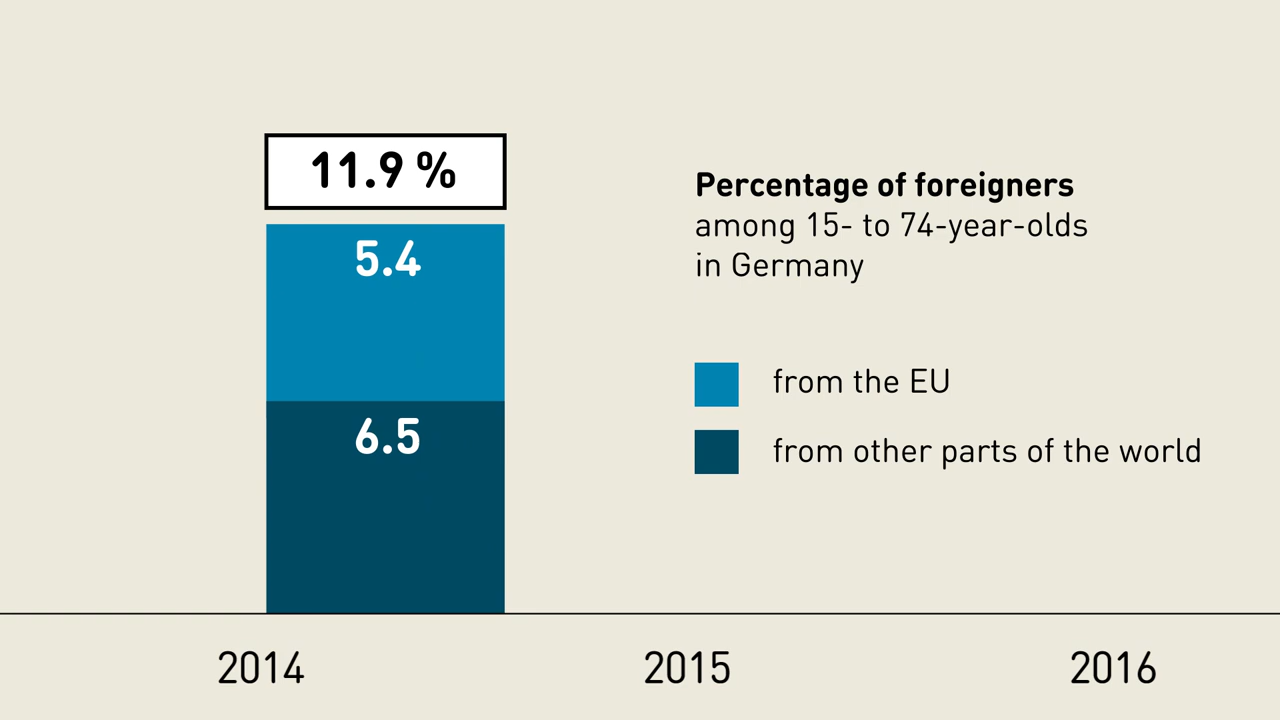 11.9 %
5.4
6.5
Percentage of foreigners
among 15- to 74-year-olds
in Germany
from the EU
from other parts of the world
2014
2015
2016